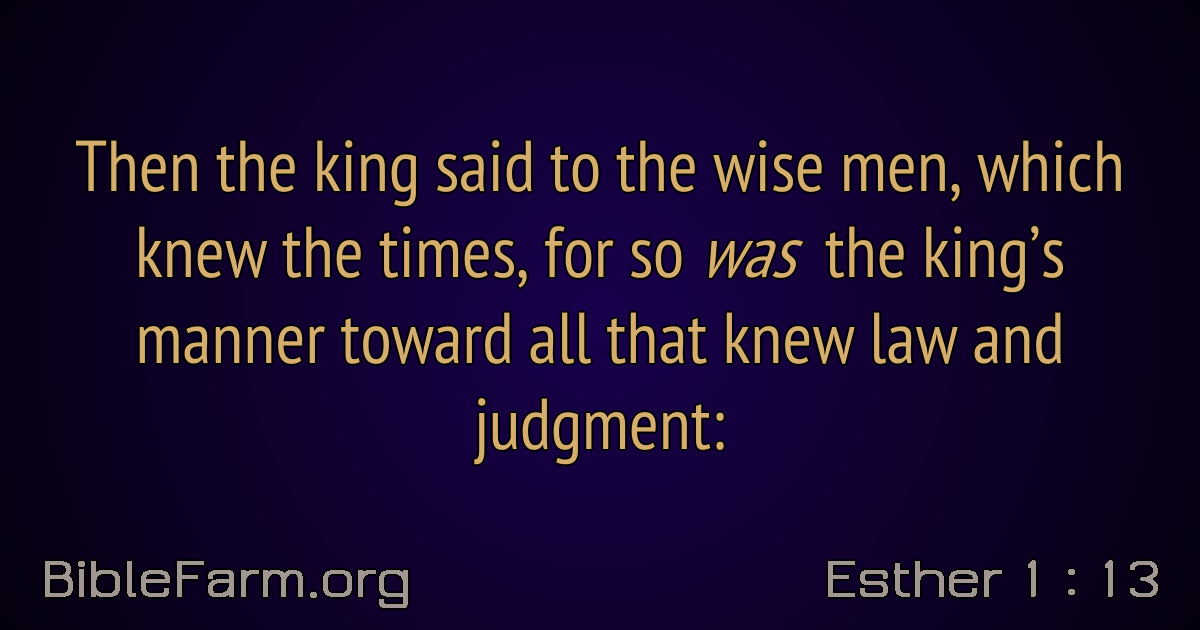 Then the king said to the wise men, which
knew the times, for so was the king’s
manner toward all that knew law and
judgment:
BibleFarm.org
Esther 1 : 13